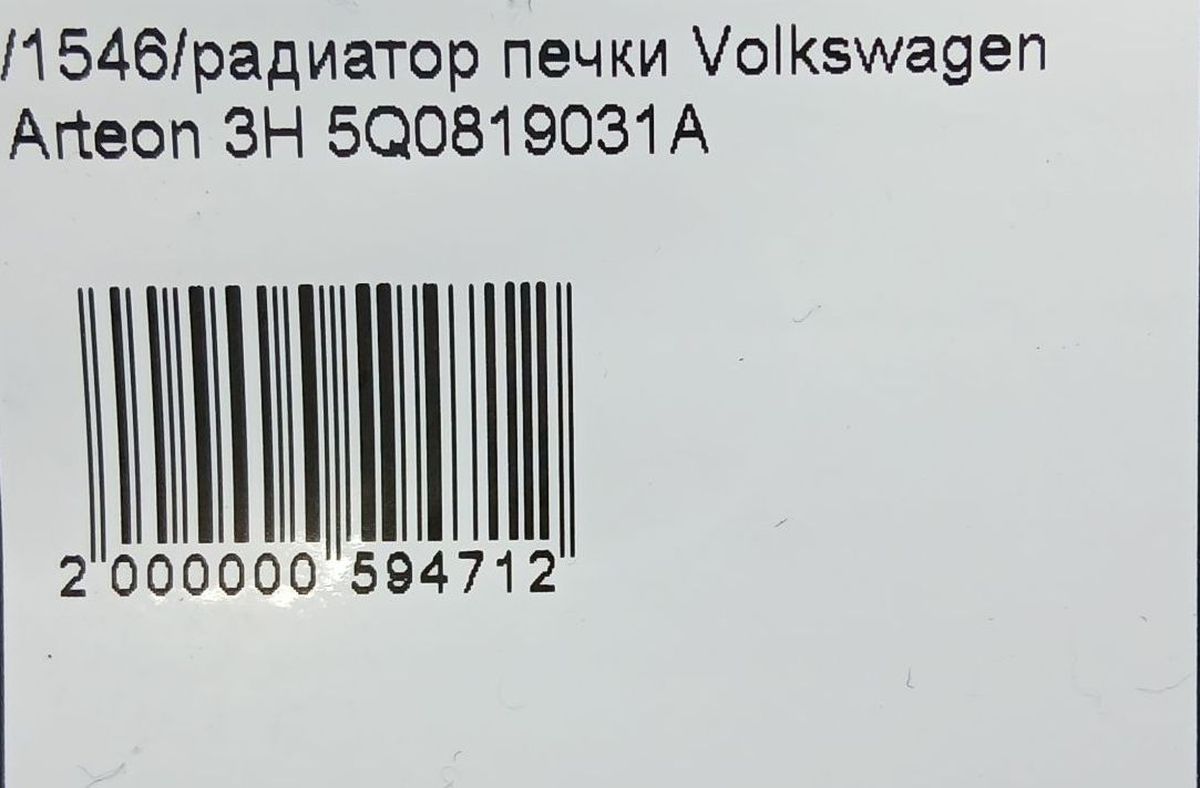 /1546/радиатор печки Volkswagen
Arteon 3H 5Q0819031A
2 000000 594712